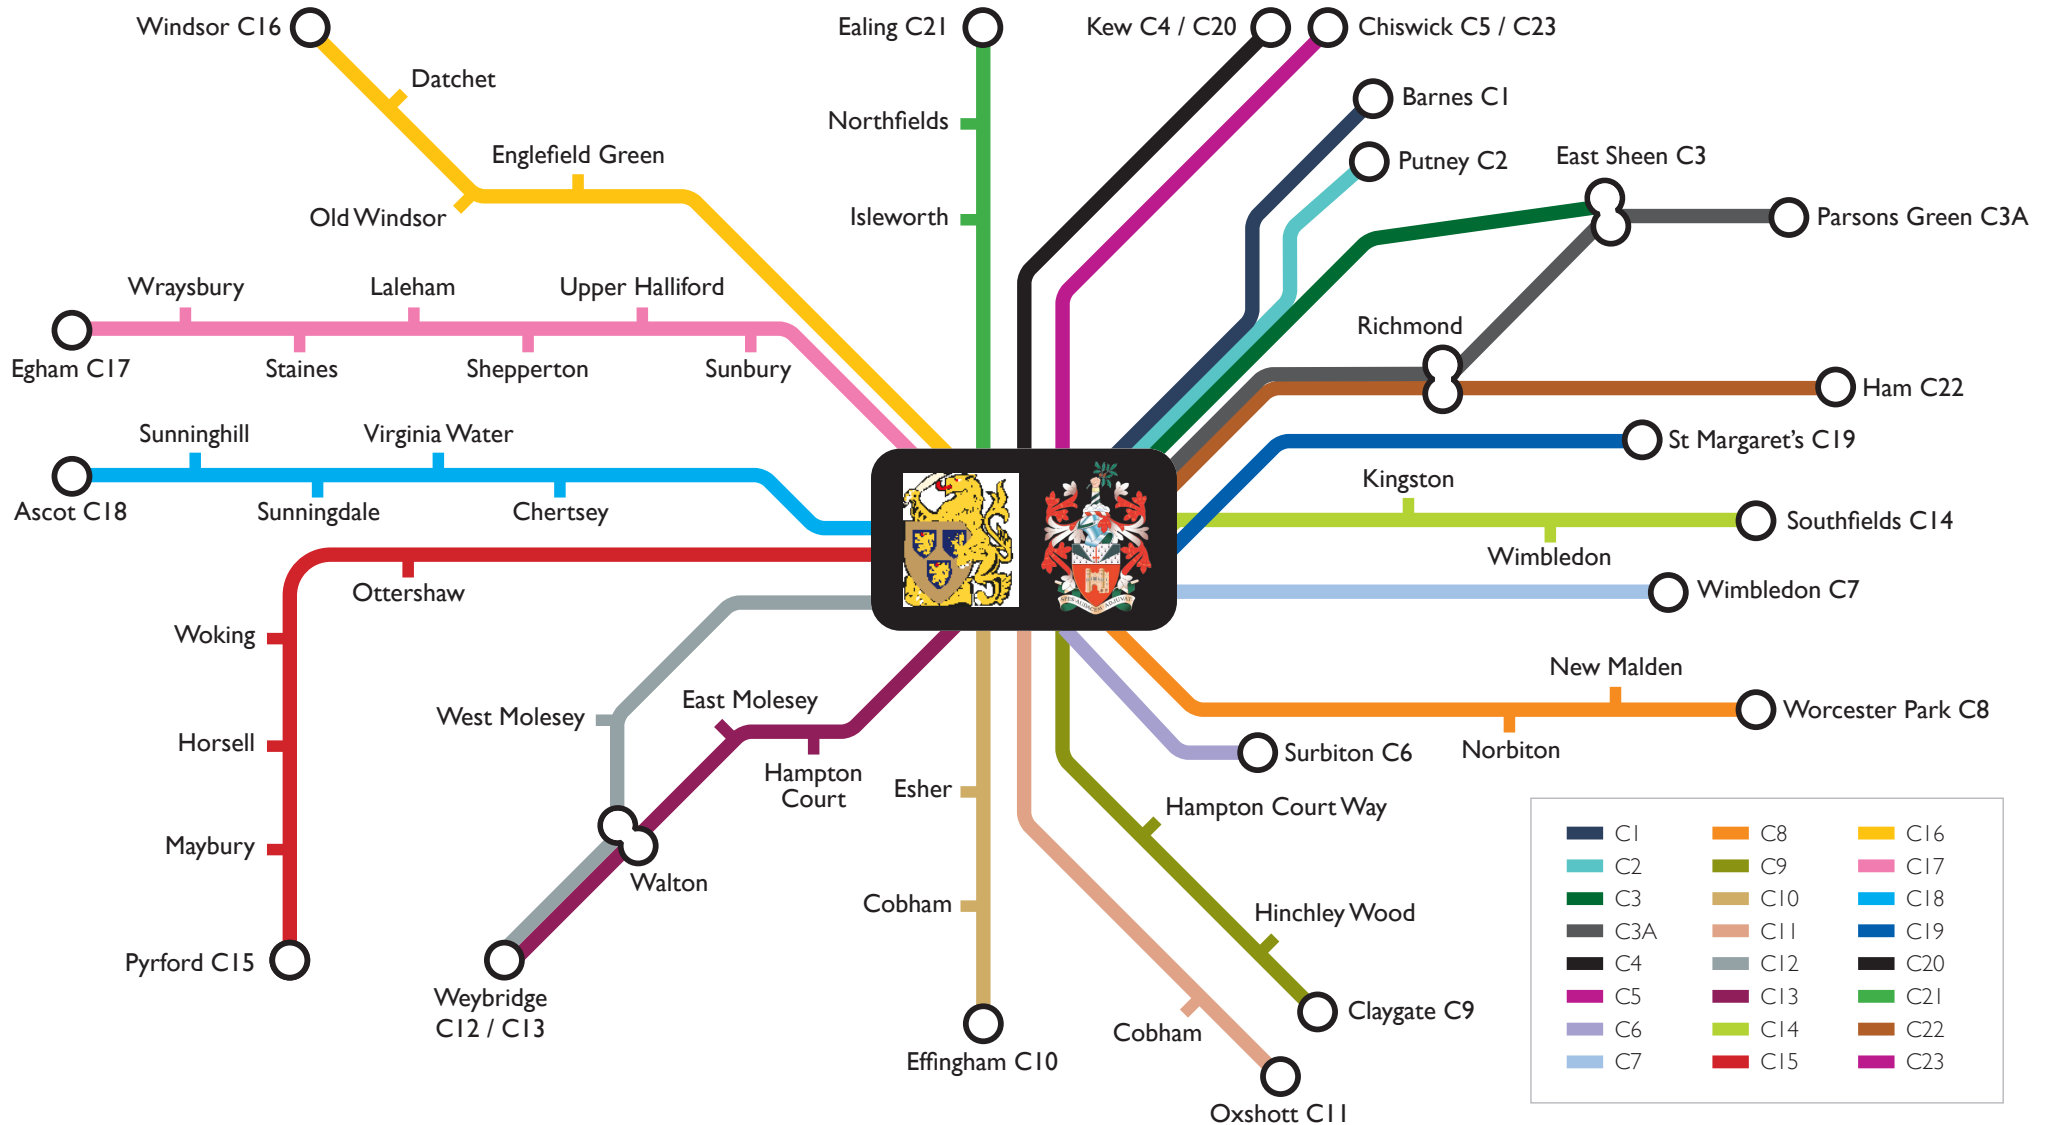 Windsor C16
Datchet
Englefield Green
Old Windsor
Ealing C21
Northfields
Isleworth
Kew C4 / C20
Chiswick C5 / C23
Barnes C1
Putney C2
East Sheen C3
Parsons Green C3A
Richmond
Ham C22
St Margaret's C19
Kingston
Southfields C14
Wimbledon
Wimbledon C7
Wraysbury
Laleham
Upper Halliford
Egham C17
Staines
Shepperton
Sunbury
Sunninghill
Virginia Water
Ascot C18
Sunningdale
Chertsey
Ottershaw
Woking
Horsell
Maybury
Pyrford C15
West Molesey
East Molesey
Hampton
Court
Walton
Weybridge
C12 / C13
Esher
Cobham
Effingham C10
Cobham
Oxshott C11
Hampton Court Way
Hinchley Wood
Claygate C9
Surbiton C6
New Malden
Norbiton
Worcester Park C8
SPES AUDACES ADJUVAT
C1
C2
C3
C3A
C4
C5
C6
C7
C8
C9
C10
C11
C12
C13
C14
C15
C16
C17
C18
C19
C20
C21
C22
C23